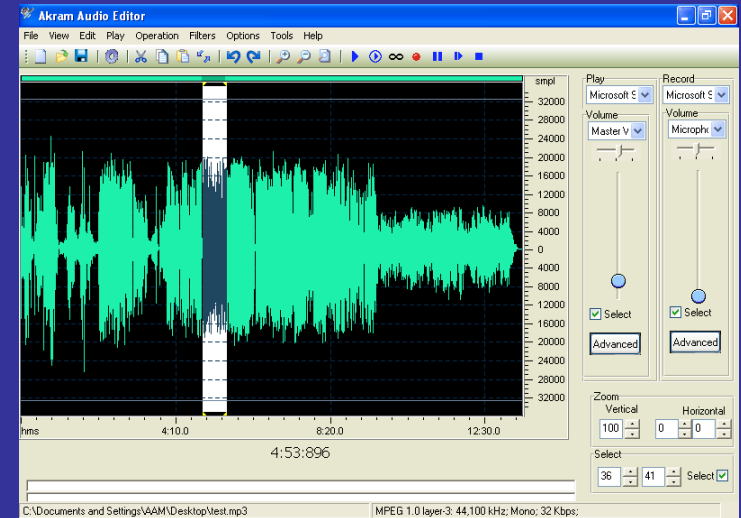 Akram Audio Editor
File View Edit Play Operation Filters Options Tools Help
smpl
32000
28000
24000
20000
16000
12000
8000
4000
0
4000
8000
12000
16000
20000
24000
28000
32000
hms 4:10.0 8:20.0 12:30.0
4:53:896
Play
Microsoft S
Volume
Master V
Select
Advanced
Record
Microsoft S
Volume
Microphc
Select
Advanced
Zoom
Vertical Horizontal
100 0 0
Select
36 41 Select
C:\Documents and Settings\AAM\Desktop\test.mp3 MPEG 1.0 layer-3: 44,100 kHz; Mono; 32 Kbps;